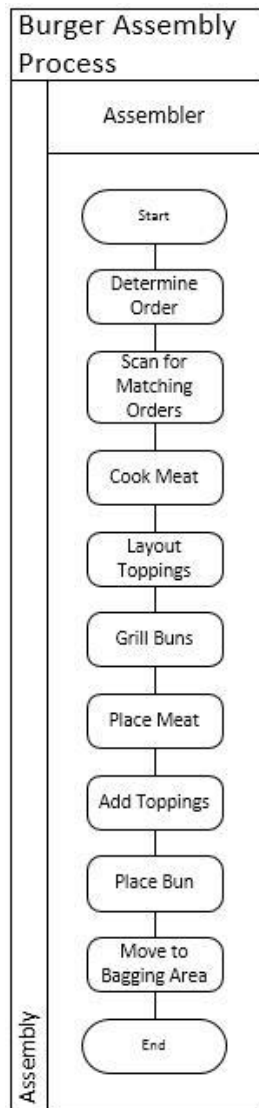 Burger Assembly
Process
Assembler
Start
Determine
Order
Scan for
Matching
Orders
Cook Meat
Layout
Toppings
Grill Buns
Place Meat
Add Toppings
Place Bun
Move to
Bagging Area
End
Assembly